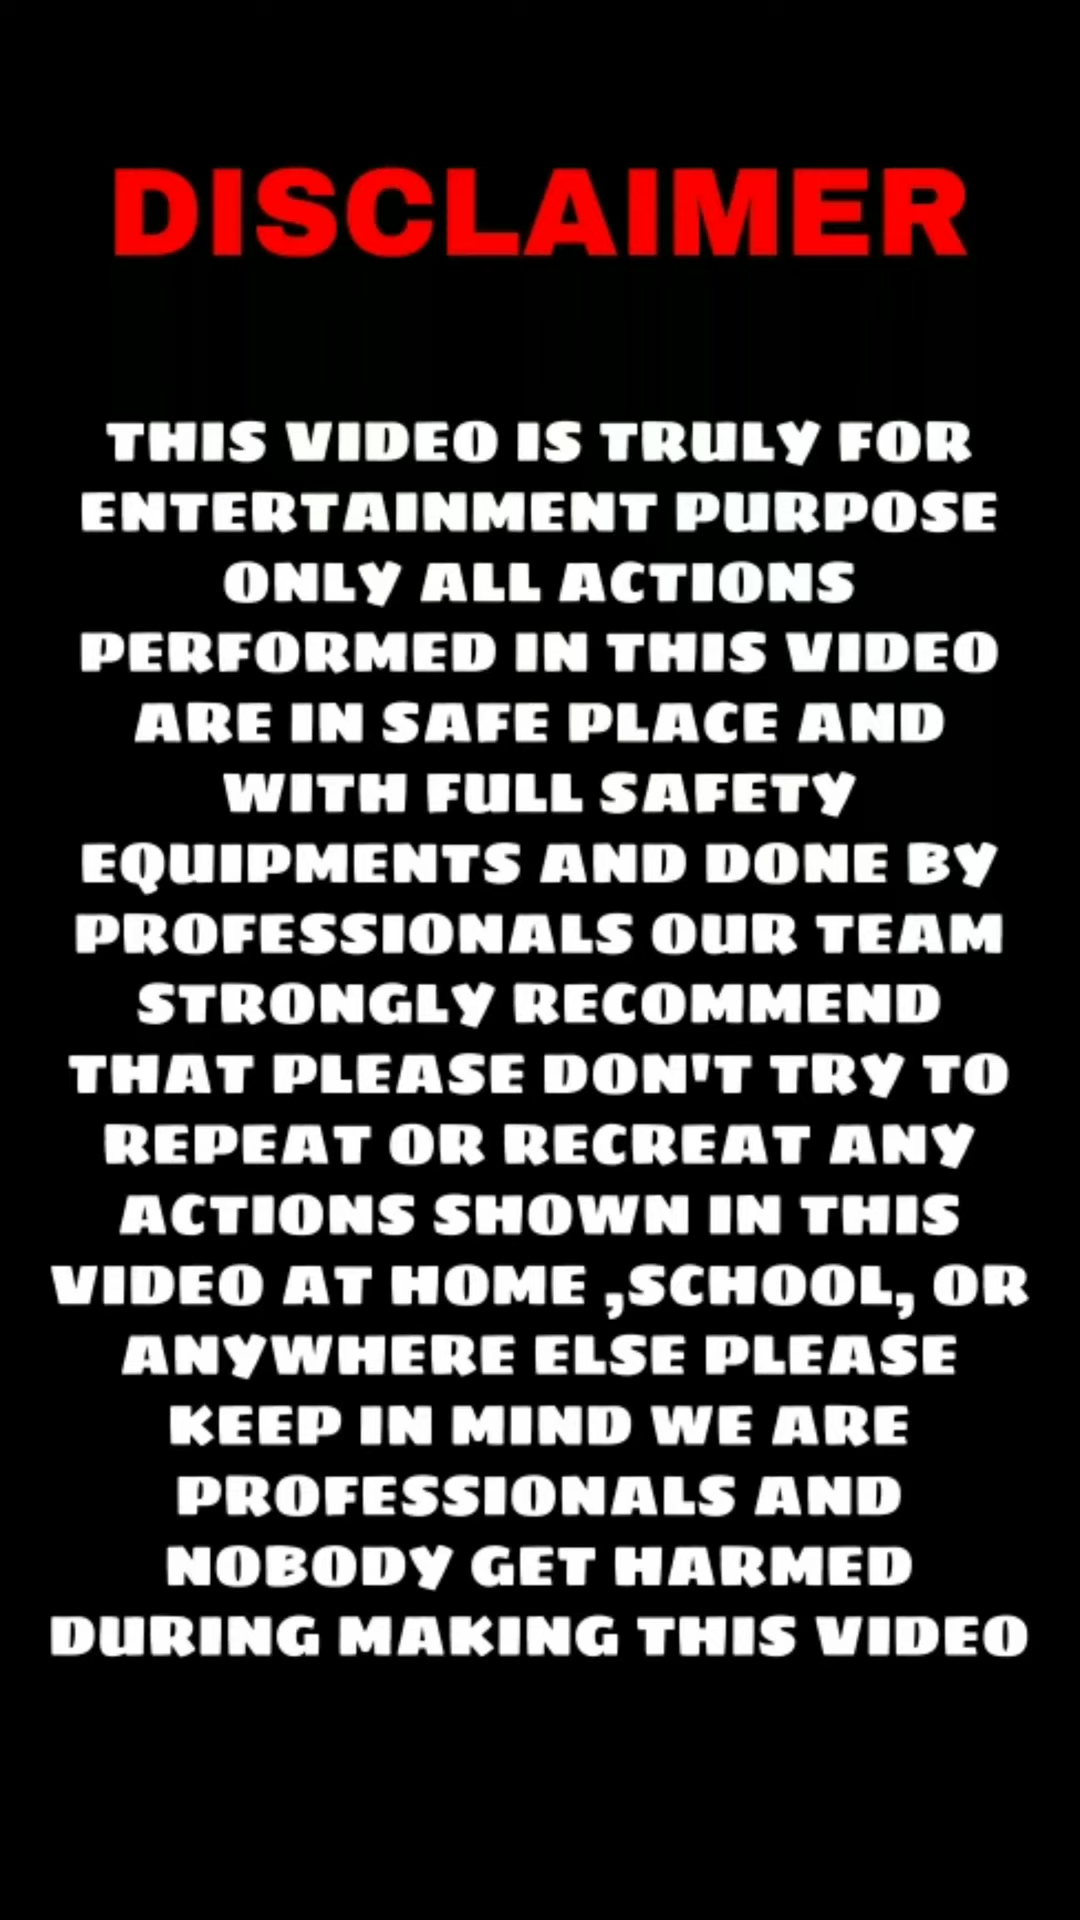 DISCLAIMER
THIS VIDEO IS TRULY FOR
ENTERTAINMENT PURPOSE
ONLY ALL ACTIONS
PERFORMED IN THIS VIDEO
ARE IN SAFE PLACE AND
WITH FULL SAFETY
EQUIPMENTS AND DONE BY
PROFESSIONALS OUR TEAM
STRONGLY RECOMMEND
THAT PLEASE DON'T TRY TO
REPEAT OR RECREAT ANY
ACTIONS SHOWN IN THIS
VIDEO AT HOME ,SCHOOL, OR
ANYWHERE ELSE PLEASE
KEEP IN MIND WE ARE
PROFESSIONALS AND
NOBODY GET HARMED
DURING MAKING THIS VIDEO